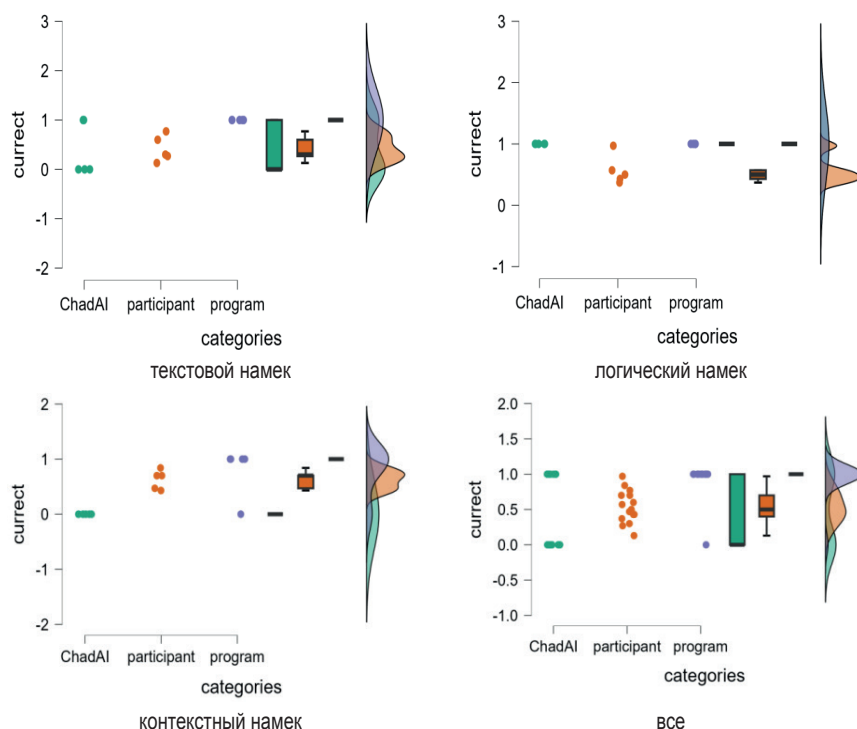 3
2
1
0
-1
-2
currect
ChadAI participant program
categories
текстовой намек
3
2
1
0
-1
currect
ChadAI participant program
categories
логический намек
2
1
0
-1
-2
currect
ChadAI participant program
categories
контекстный намек
2.0
1.5
1.0
0.5
0.0
-0.5
-1.0
currect
ChadAI participant program
categories
все